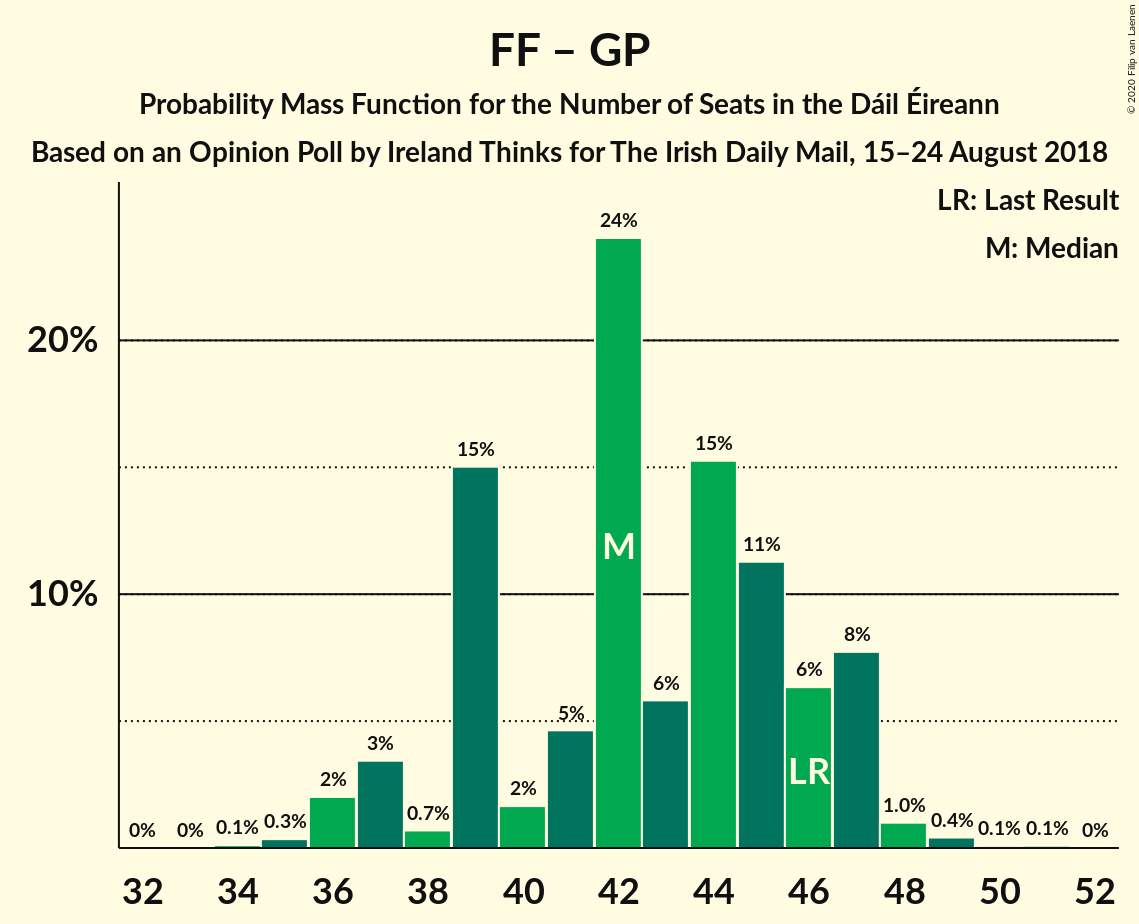 FF – GP
Probability Mass Function for the Number of Seats in the Dáil Éireann
Based on an Opinion Poll by Ireland Thinks for The Irish Daily Mail, 15–24 August 2018
© 2020 Filip van Laenen
LR: Last Result
M: Median
20%
10%
0%
0%
0.1%
0.3%
2%
3%
0.7%
15%
2%
5%
24%
6%
15%
11%
6%
8%
1.0%
0.4%
0.1%
0.1%
0%
M
LR
32 34 36 38 40 42 44 46 48 50 52